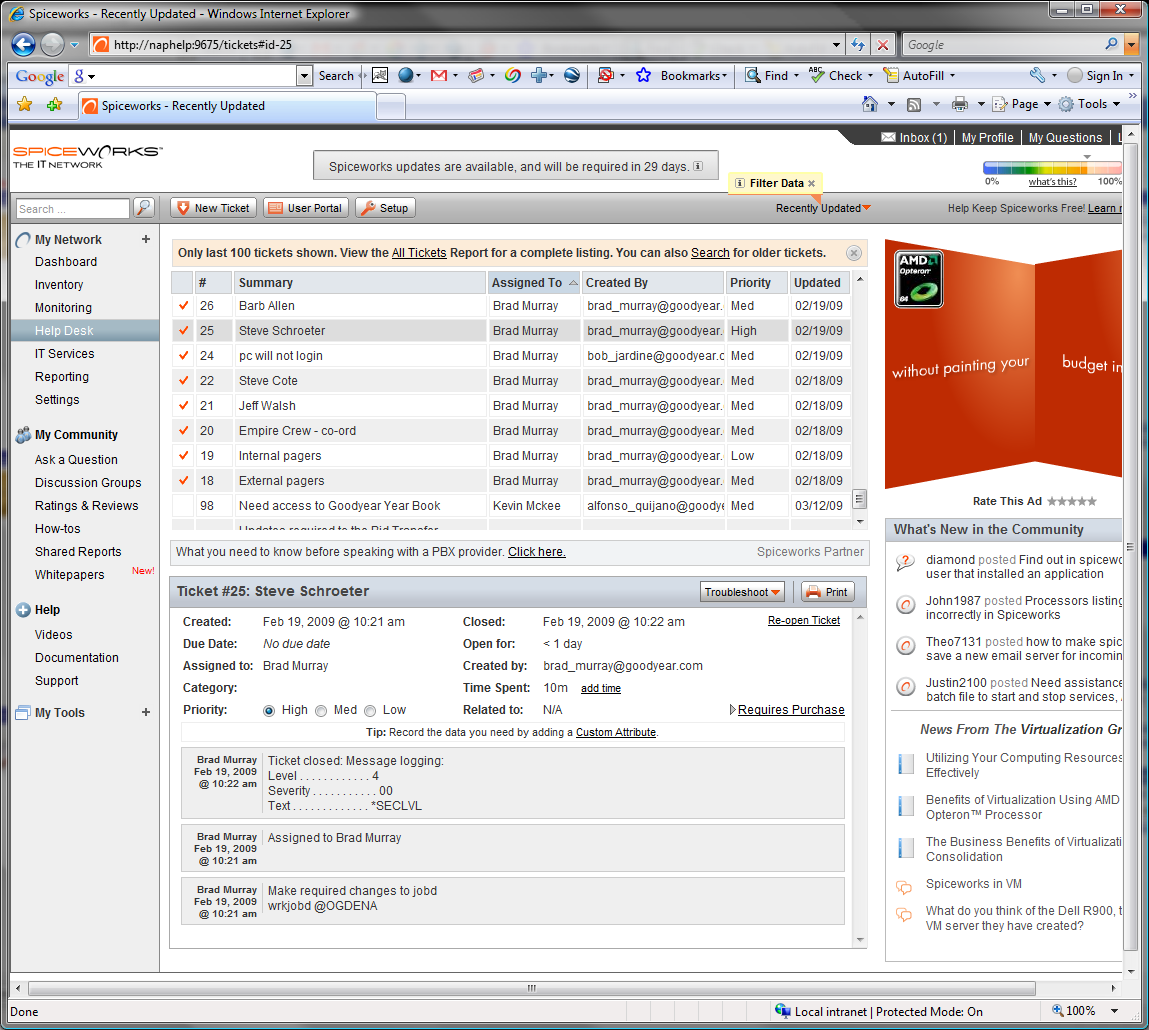 Spiceworks - Recently Updated - Windows Internet Explorer
http://naphelp:9675/tickets#id-25
Google
Google
Search
Bookmarks
Find
Check
AutoFill
Sign In
Spiceworks - Recently Updated
Page
Tools
Inbox (1) | My Profile | My Questions |
SPICEWORKS™
THE IT NETWORK
Spiceworks updates are available, and will be required in 29 days.
Filter Data x
0% what's this? 100%
Search ...
New Ticket
User Portal
Setup
Recently Updated
Help Keep Spiceworks Free! Learn
My Network +
Dashboard
Inventory
Monitoring
Help Desk
IT Services
Reporting
Settings
My Community
Ask a Question
Discussion Groups
Ratings & Reviews
How-tos
Shared Reports
Whitepapers New!
Help
Videos
Documentation
Support
My Tools +
Only last 100 tickets shown. View the All Tickets Report for a complete listing. You can also Search for older tickets.
# Summary Assigned To Created By Priority Updated
26 Barb Allen Brad Murray brad_murray@goodyear. Med 02/19/09
25 Steve Schroeter Brad Murray brad_murray@goodyear. High 02/19/09
24 pc will not login Brad Murray bob_jardine@goodyear.c Med 02/19/09
22 Steve Cote Brad Murray brad_murray@goodyear. Med 02/18/09
21 Jeff Walsh Brad Murray brad_murray@goodyear. Med 02/18/09
20 Empire Crew - co-ord Brad Murray brad_murray@goodyear. Med 02/18/09
19 Internal pagers Brad Murray brad_murray@goodyear. Low 02/18/09
18 External pagers Brad Murray brad_murray@goodyear. Med 02/18/09
98 Need access to Goodyear Year Book Kevin Mckee alfonso_quijano@goodye Med 03/12/09
Updates required to the Bid Transfer
What you need to know before speaking with a PBX provider. Click here.
Spiceworks Partner
Ticket #25: Steve Schroeter
Troubleshoot
Print
Created: Feb 19, 2009 @ 10:21 am Closed: Feb 19, 2009 @ 10:22 am Re-open Ticket
Due Date: No due date Open for: < 1 day
Assigned to: Brad Murray Created by: brad_murray@goodyear.com
Category: Time Spent: 10m add time
Priority: High Med Low Related to: N/A Requires Purchase
Tip: Record the data you need by adding a Custom Attribute.
Brad Murray
Feb 19, 2009
@ 10:22 am
Ticket closed: Message logging:
Level . . . . . . . . . . . . 4
Severity . . . . . . . . . . . 00
Text . . . . . . . . . . . . . *SECLVL
Brad Murray
Feb 19, 2009
@ 10:21 am
Assigned to Brad Murray
Brad Murray
Feb 19, 2009
@ 10:21 am
Make required changes to jobd
wrkjobd @OGDENA
AMD
Opteron
64
without painting your
budget in
Rate This Ad
What's New in the Community
diamond posted Find out in spicewo
user that installed an application
John1987 posted Processors listing
incorrectly in Spiceworks
Theo7131 posted how to make spic
save a new email server for incomin
Justin2100 posted Need assistance
batch file to start and stop services,
News From The Virtualization Gr
Utilizing Your Computing Resources
Effectively
Benefits of Virtualization Using AMD
Opteron™ Processor
The Business Benefits of Virtualizati
Consolidation
Spiceworks in VM
What do you think of the Dell R900, t
VM server they have created?
Done
Local intranet | Protected Mode: On
100%